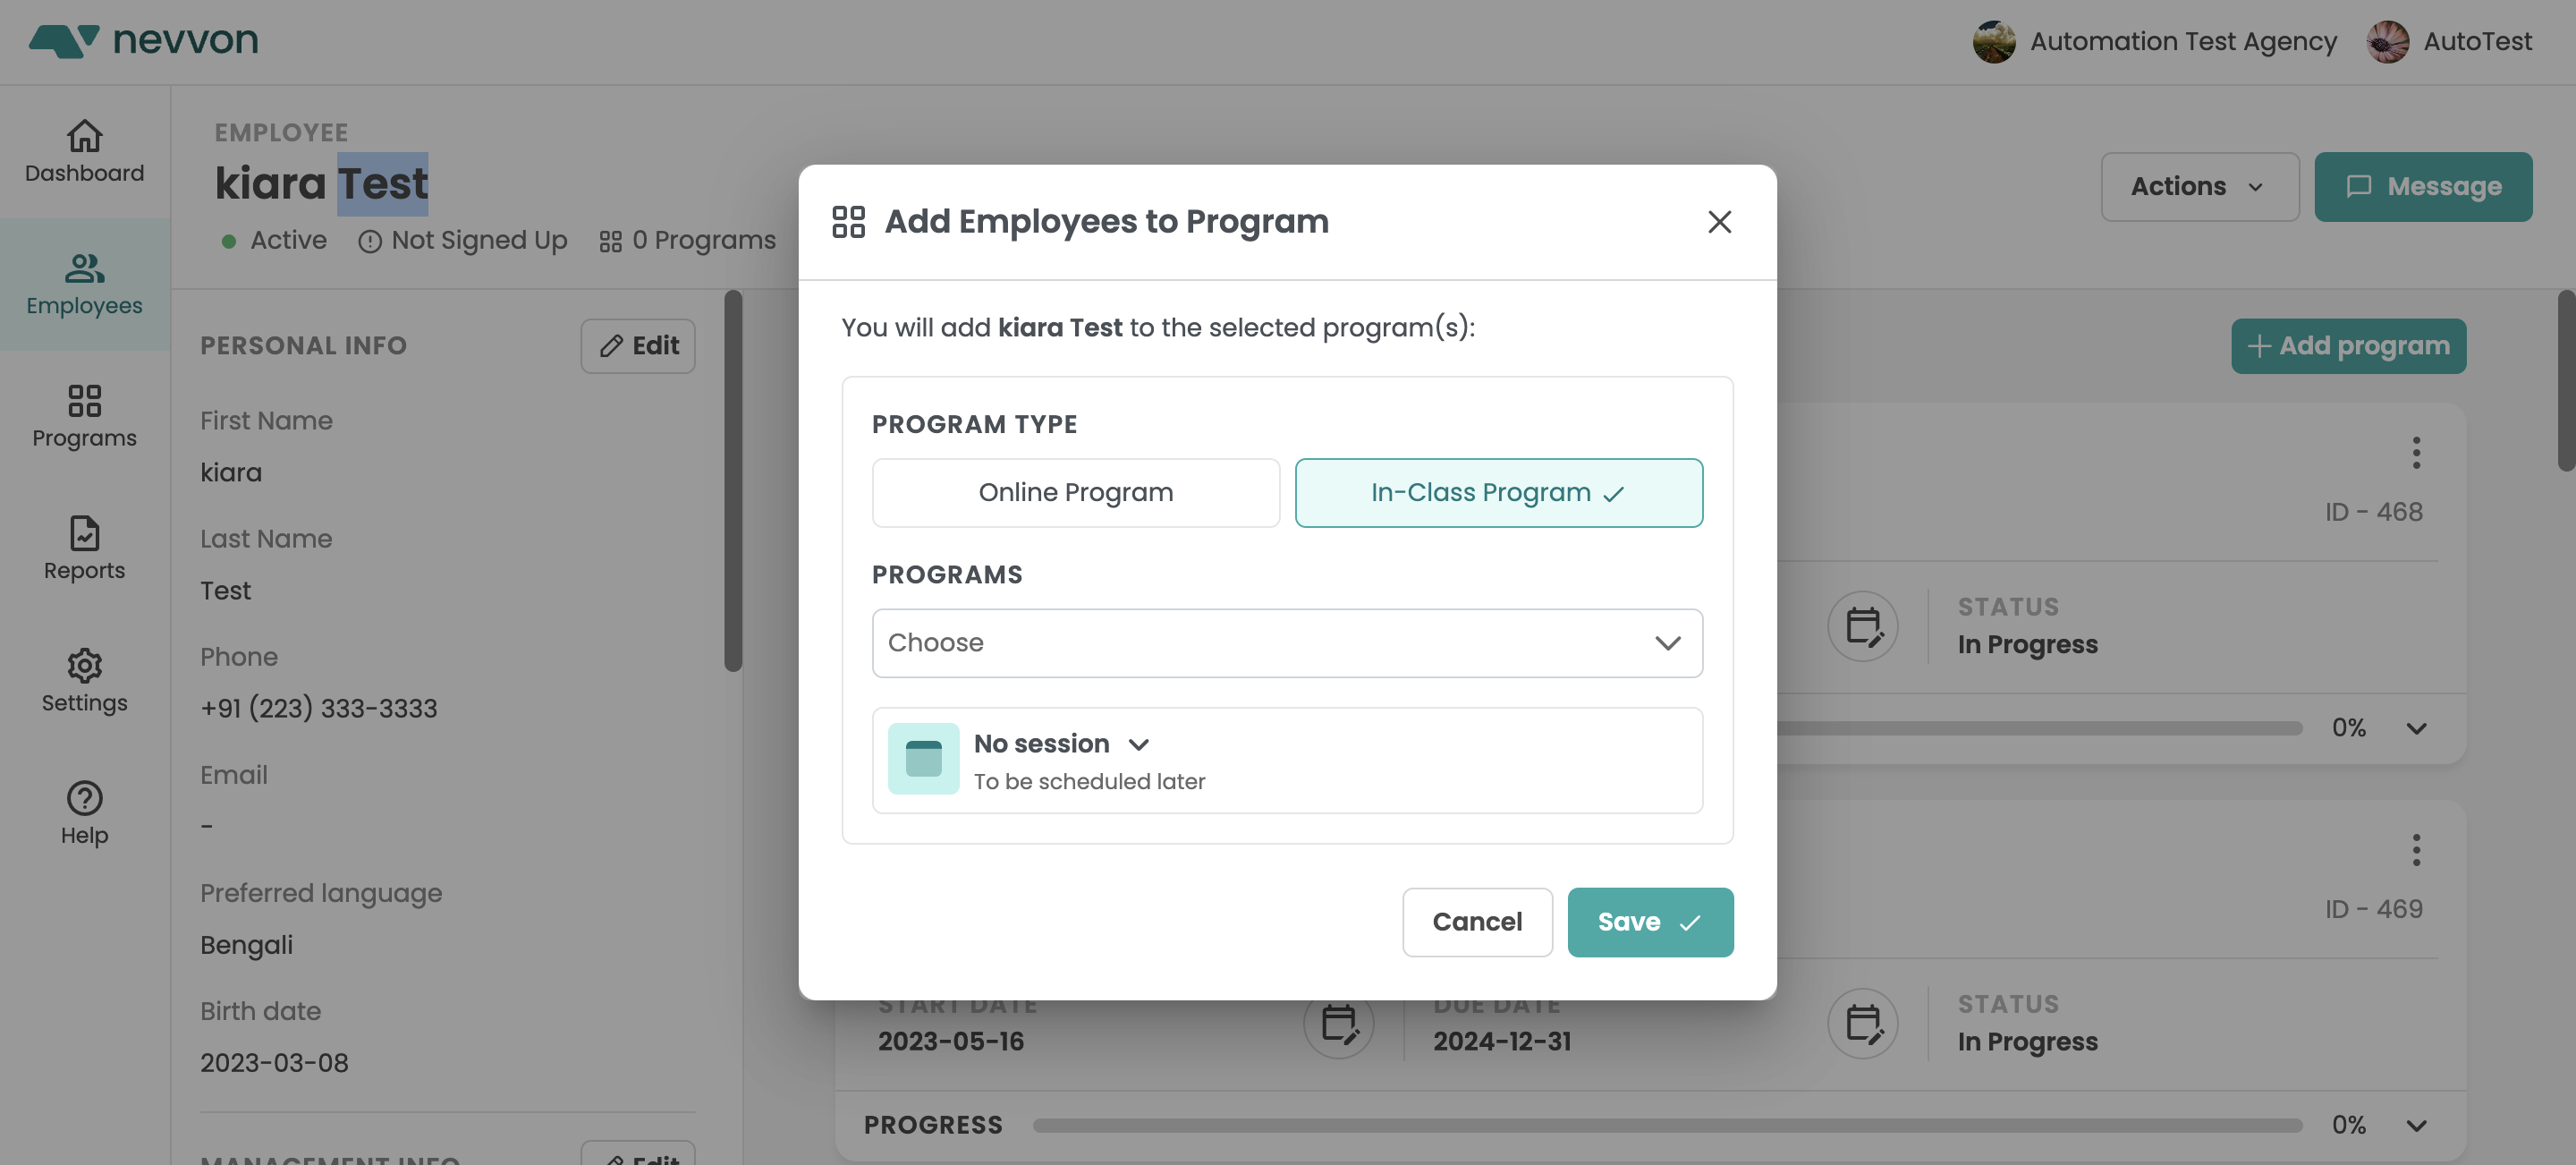 nevvon
Automation Test Agency
AutoTest
Dashboard
Employees
Programs
Reports
Settings
Help
EMPLOYEE
kiara Test
Active
Not Signed Up
0 Programs
Actions
Message
PERSONAL INFO
Edit
First Name
kiara
Last Name
Test
Phone
+91 (223) 333-3333
Email
-
Preferred language
Bengali
Birth date
2023-03-08
MANAGEMENT INFO
Edit
Add Employees to Program
You will add kiara Test to the selected program(s):
PROGRAM TYPE
Online Program
In-Class Program
PROGRAMS
Choose
No session
To be scheduled later
Cancel
Save
Add program
ID - 468
STATUS
In Progress
0%
ID - 469
START DATE
2023-05-16
DUE DATE
2024-12-31
STATUS
In Progress
PROGRESS
0%